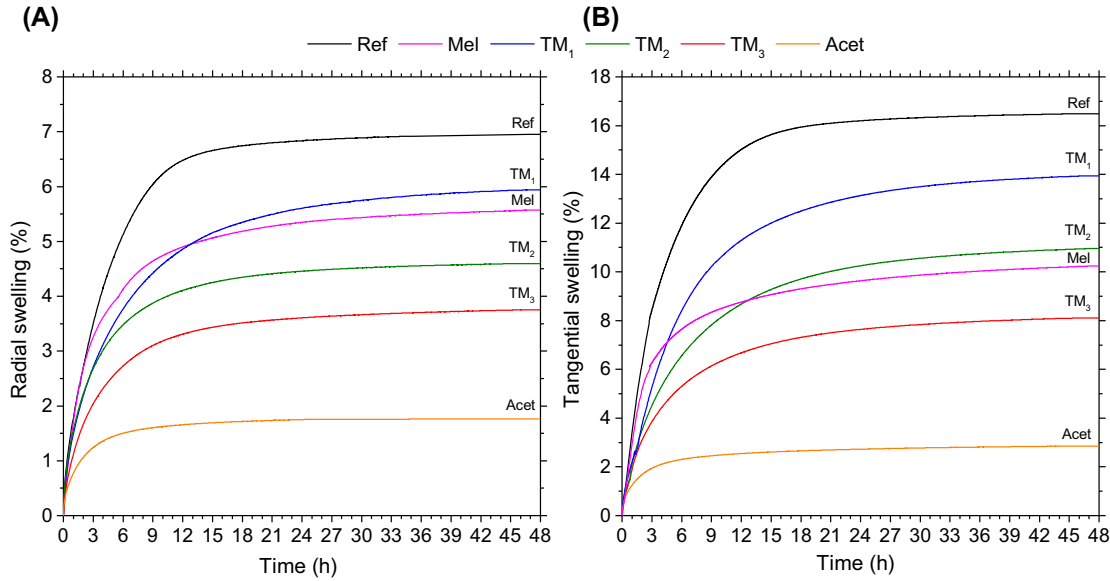 (A)
(B)
Ref Mel TM₁ TM₂ TM₃ Acet
8
7
6
5
4
3
2
1
0
Radial swelling (%)
Ref
TM₁
Mel
TM₂
TM₃
Acet
0 3 6 9 12 15 18 21 24 27 30 33 36 39 42 45 48
Time (h)
18
16
14
12
10
8
6
4
2
0
Tangential swelling (%)
Ref
TM₁
TM₂
Mel
TM₃
Acet
0 3 6 9 12 15 18 21 24 27 30 33 36 39 42 45 48
Time (h)